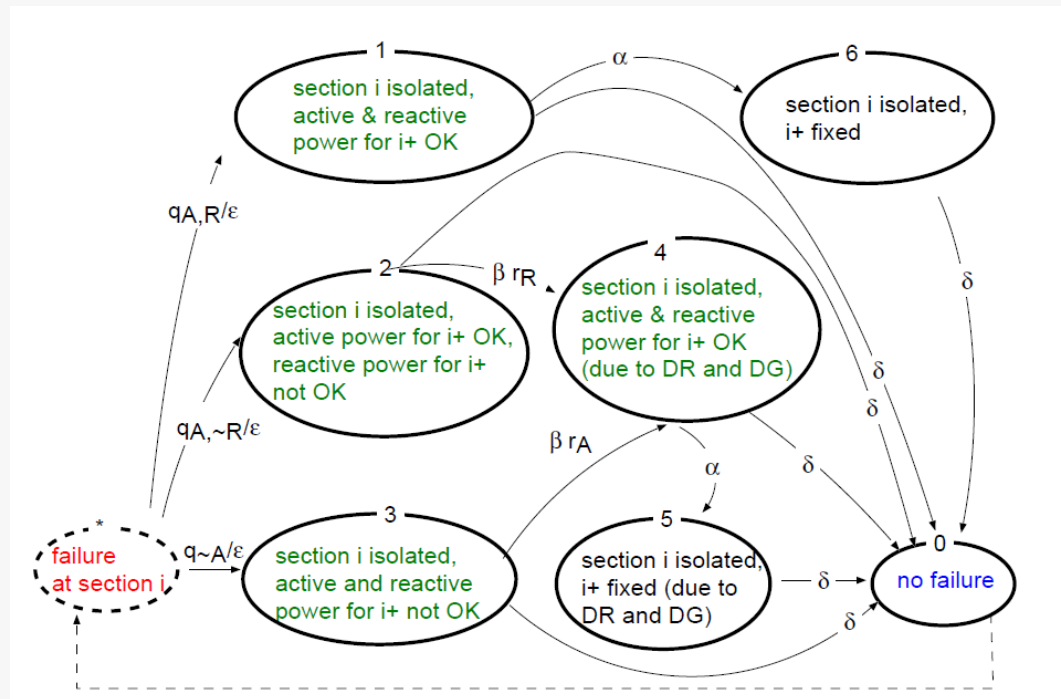 1
section i isolated,
active & reactive
power for i+ OK
α
6
section i isolated,
i+ fixed
qA,R/ε
δ
2
section i isolated,
active power for i+ OK,
reactive power for i+
not OK
β rR
4
section i isolated,
active & reactive
power for i+ OK
(due to DR and DG)
δ
δ
qA,~R/ε
β rA
α
δ
*
failure
at section i
q~A/ε
3
section i isolated,
active and reactive
power for i+ not OK
5
section i isolated,
i+ fixed (due to
DR and DG)
δ
δ
0
no failure